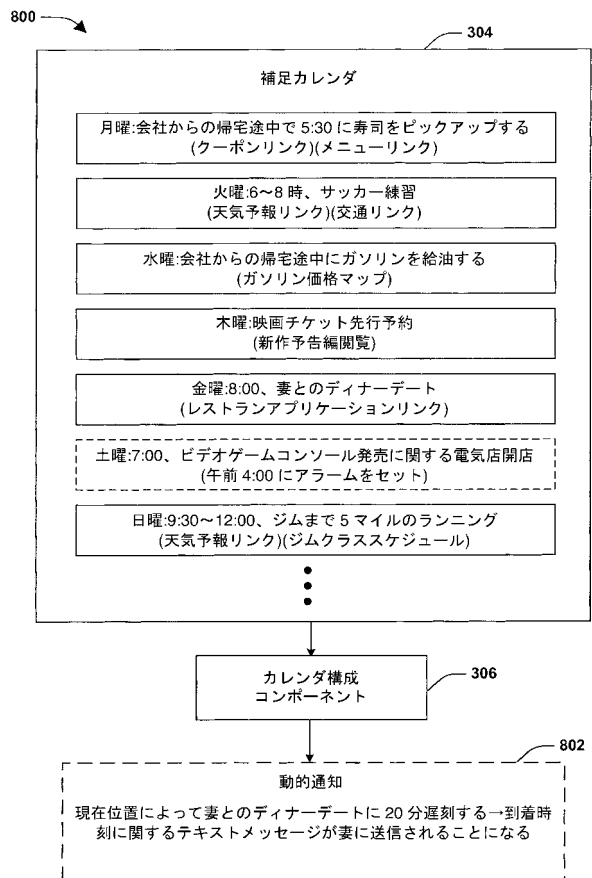 800
304
補足カレンダ
月曜:会社からの帰宅途中で 5:30 に寿司をピックアップする
(クーポンリンク)(メニューリンク)
火曜:6〜8 時、サッカー練習
(天気予報リンク)(交通リンク)
水曜:会社からの帰宅途中にガソリンを給油する
(ガソリン価格マップ)
木曜:映画チケット先行予約
(新作予告編閲覧)
金曜:8:00、妻とのディナーデート
(レストランアプリケーションリンク)
土曜:7:00、ビデオゲームコンソール発売に関する電気店開店
(午前 4:00 にアラームをセット)
日曜:9:30〜12:00、ジムまで 5 マイルのランニング
(天気予報リンク)(ジムクラススケジュール)
カレンダ構成
コンポーネント
306
802
動的通知
現在位置によって妻とのディナーデートに 20 分遅刻する→到着時
刻に関するテキストメッセージが妻に送信されることになる